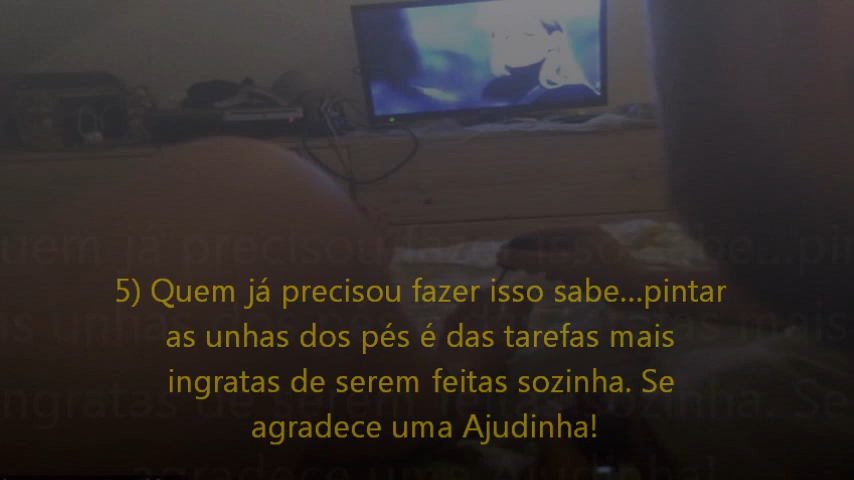 5) Quem já precisou fazer isso sabe...pintar
as unhas dos pés é das tarefas mais
ingratas de serem feitas sozinha. Se
agradece uma Ajudinha!